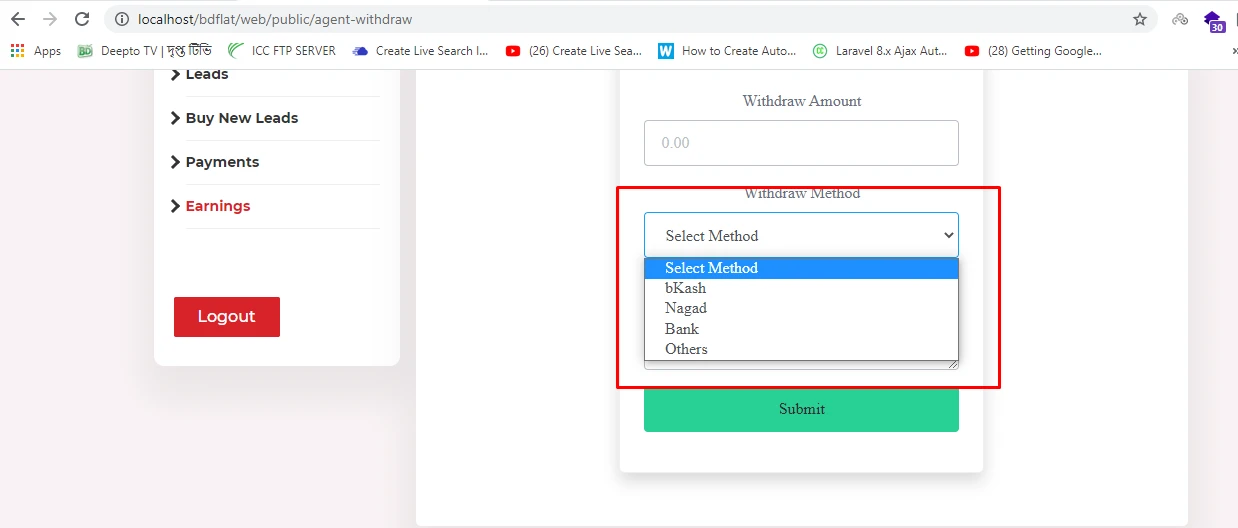 localhost/bdflat/web/public/agent-withdraw
30
Apps BD Deepto TV | দীপ্ত টিভি ICC FTP SERVER Create Live Search I... (26) Create Live Sea... W How to Create Auto... Laravel 8.x Ajax Aut... (28) Getting Google...
Leads
Buy New Leads
Payments
Earnings
Logout
Withdraw Amount
0.00
Withdraw Method
Select Method
Select Method
bKash
Nagad
Bank
Others
Submit